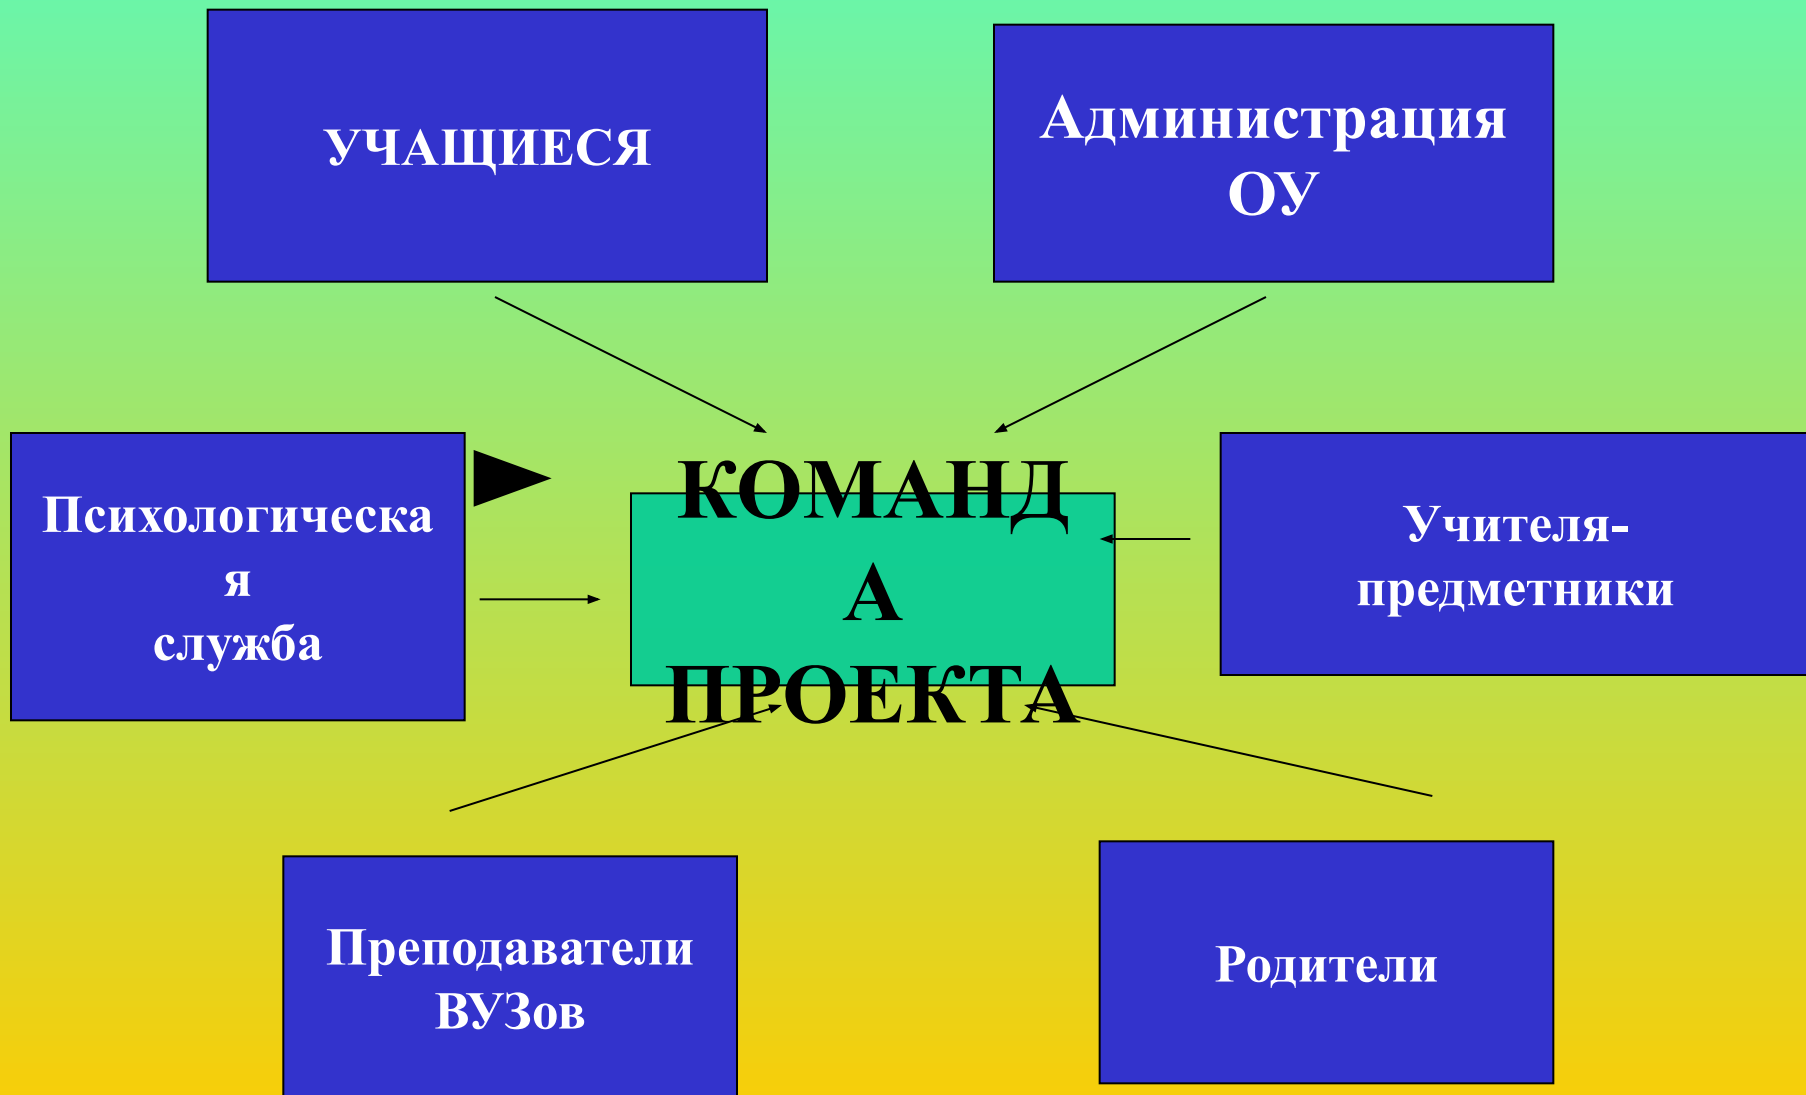 УЧАЩИЕСЯ
Администрация
ОУ
Психологическа
я
служба
КОМАНД
А
ПРОЕКТА
Учителя-
предметники
Преподаватели
ВУЗов
Родители